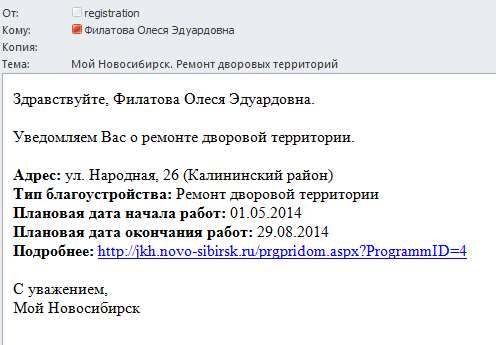 От: registration
Кому: Филатова Олеся Эдуардовна
Копия:
Тема: Мой Новосибирск. Ремонт дворовых территорий
Здравствуйте, Филатова Олеся Эдуардовна.
Уведомляем Вас о ремонте дворовой территории.
Адрес: ул. Народная, 26 (Калининский район)
Тип благоустройства: Ремонт дворовой территории
Плановая дата начала работ: 01.05.2014
Плановая дата окончания работ: 29.08.2014
Подробнее: http://jkh.novo-sibirsk.ru/prgpridom.aspx?ProgrammID=4
С уважением,
Мой Новосибирск